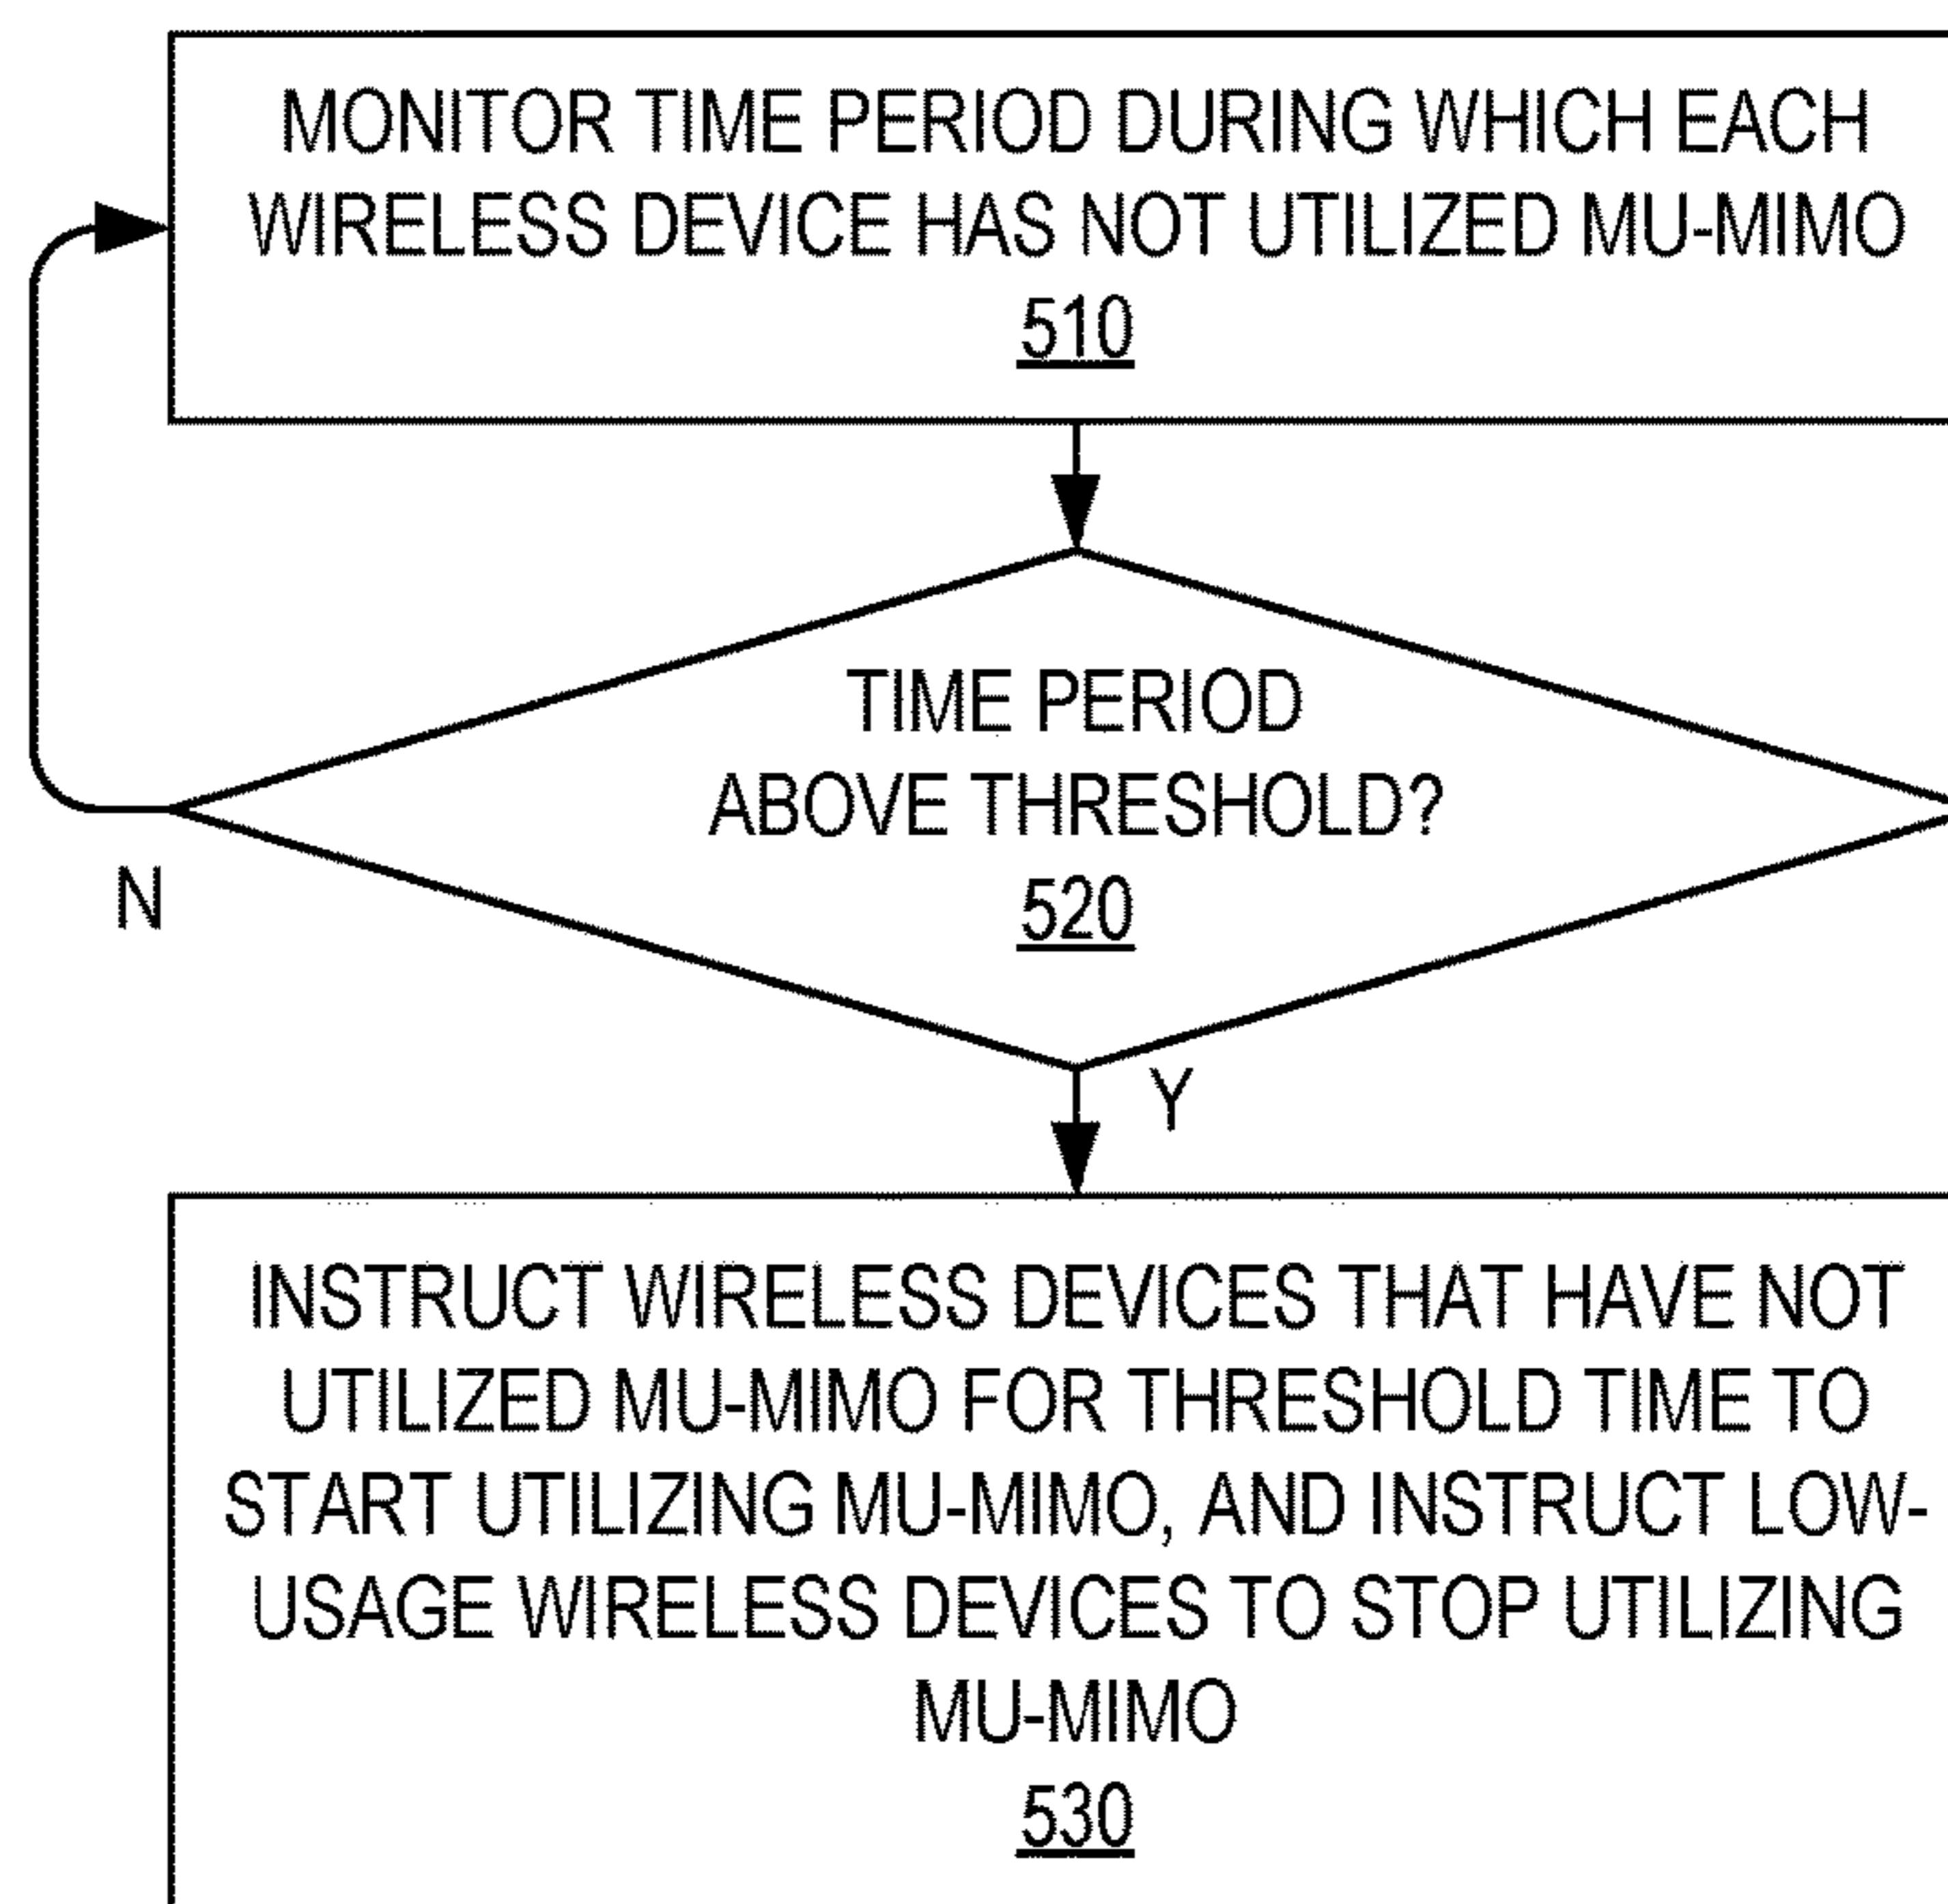 MONITOR TIME PERIOD DURING WHICH EACH
WIRELESS DEVICE HAS NOT UTILIZED MU-MIMO
510
TIME PERIOD
ABOVE THRESHOLD?
520
N
Y
INSTRUCT WIRELESS DEVICES THAT HAVE NOT
UTILIZED MU-MIMO FOR THRESHOLD TIME TO
START UTILIZING MU-MIMO, AND INSTRUCT LOW-
USAGE WIRELESS DEVICES TO STOP UTILIZING
MU-MIMO
530